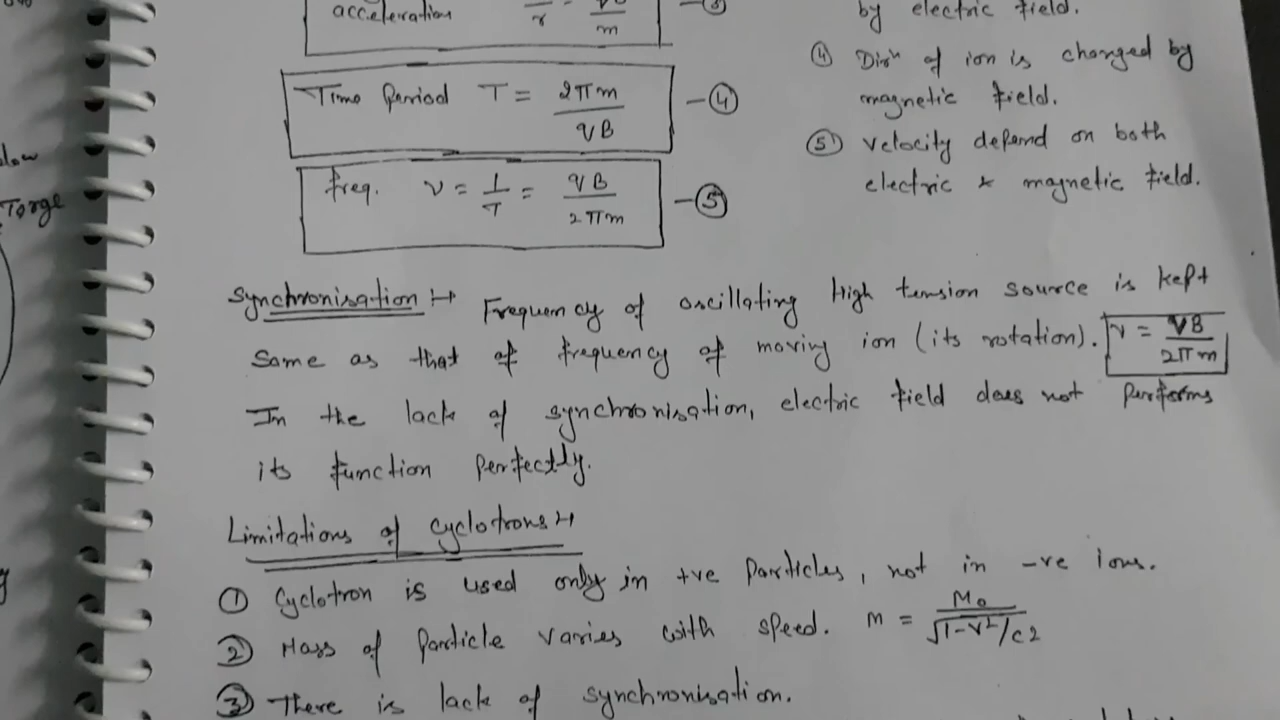 acceleration
r m -③
Time Period T = 2πm / qB -④
freq. ν = 1/T = qB / 2πm -⑤
by electric field.
④ Dirⁿ of ion is changed by
magnetic field.
⑤ velocity depend on both
electric & magnetic field.
low
Torge
Synchronisation :→ Frequency of oscillating High tension source is kept
Same as that of frequency of moving ion (its rotation). ν = qB / 2πm
In the lack of synchronisation, electric field does not performs
its function perfectly.
Limitations of cyclotrons :→
① Cyclotron is used only in +ve Particles, not in -ve ions.
② Mass of Particle varies with speed. m = M₀ / √1-v²/c2
③ There is lack of synchronisation.